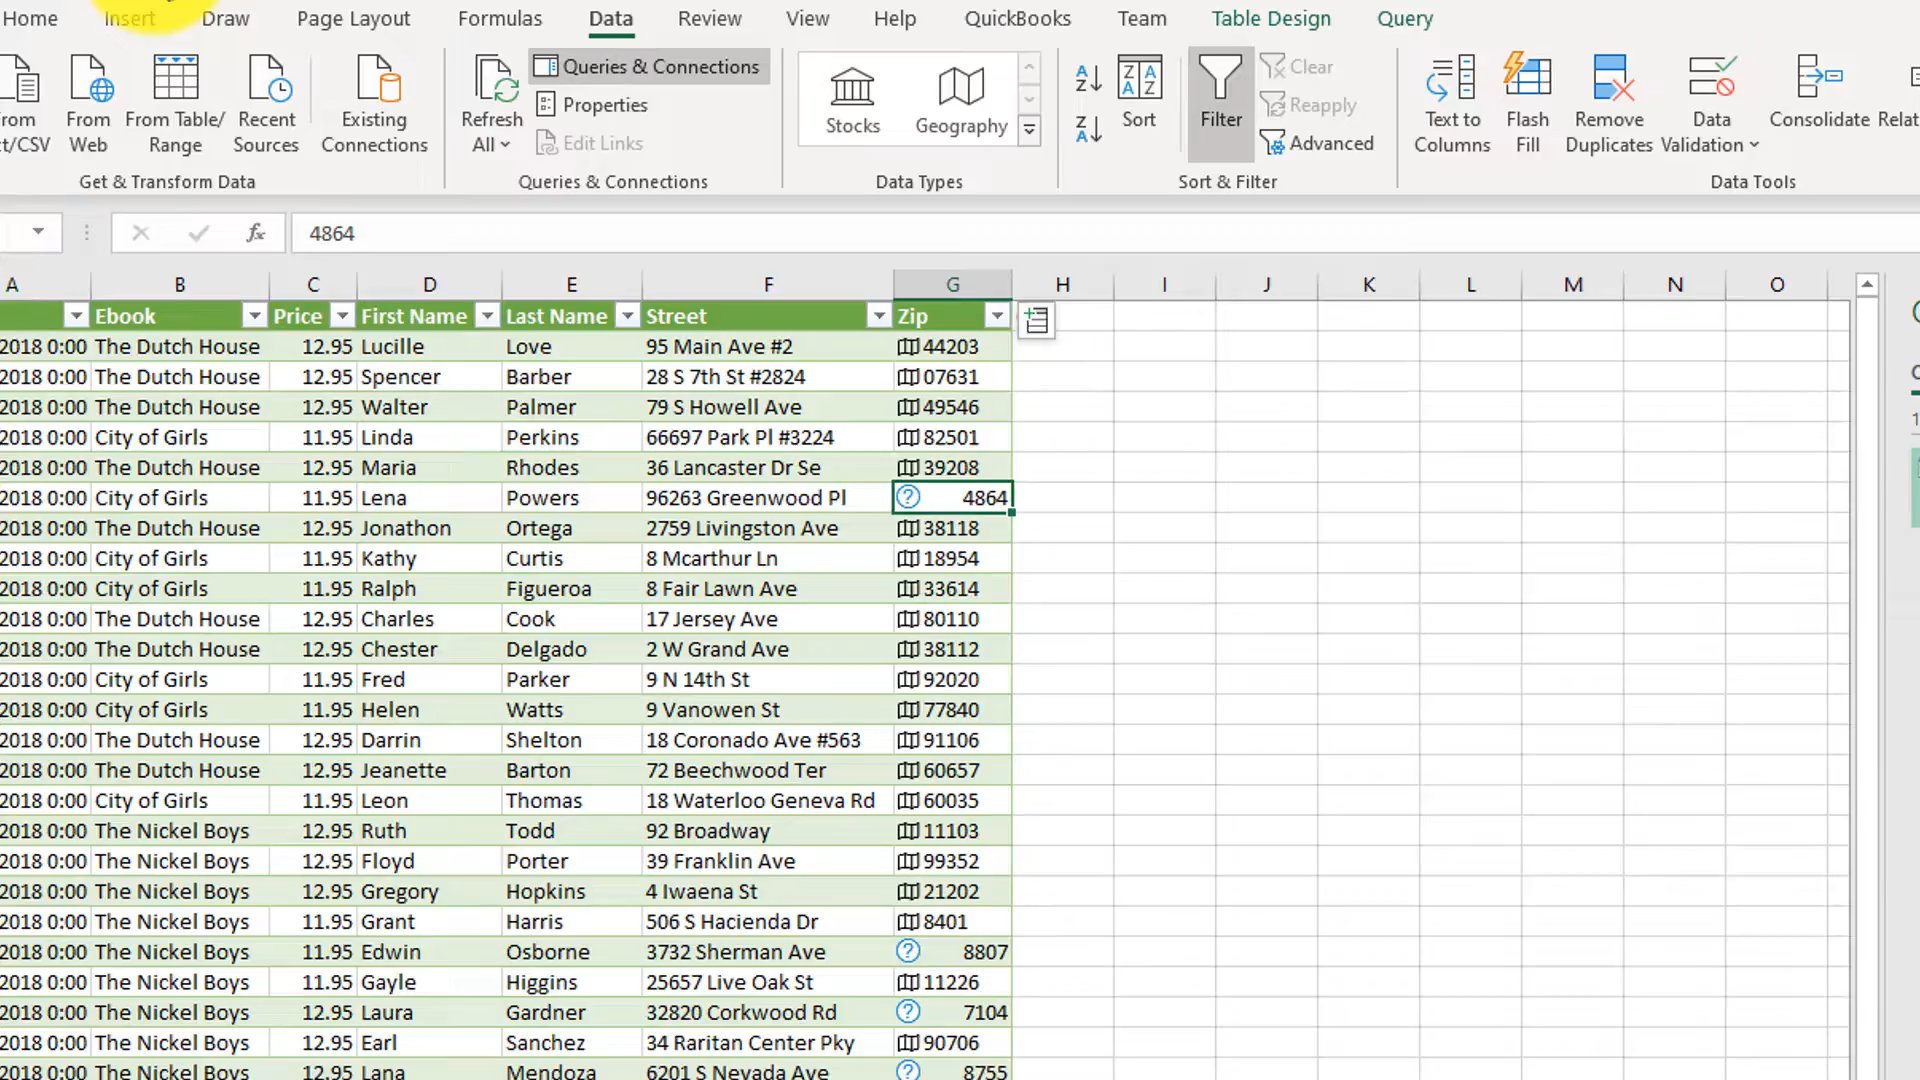 Home Insert Draw Page Layout Formulas Data Review View Help QuickBooks Team Table Design Query
From Web
From Table/ Range
Recent Sources
Existing Connections
Get & Transform Data
Refresh All
Queries & Connections
Properties
Edit Links
Queries & Connections
Stocks
Geography
Data Types
Sort
Filter
Clear
Reapply
Advanced
Sort & Filter
Text to Columns
Flash Fill
Remove Duplicates
Data Validation
Consolidate
Data Tools
fx 4864
A B C D E F G H I J K L M N O
Ebook Price First Name Last Name Street Zip
2018 0:00 The Dutch House 12.95 Lucille Love 95 Main Ave #2 44203
2018 0:00 The Dutch House 12.95 Spencer Barber 28 S 7th St #2824 07631
2018 0:00 The Dutch House 12.95 Walter Palmer 79 S Howell Ave 49546
2018 0:00 City of Girls 11.95 Linda Perkins 66697 Park Pl #3224 82501
2018 0:00 The Dutch House 12.95 Maria Rhodes 36 Lancaster Dr Se 39208
2018 0:00 City of Girls 11.95 Lena Powers 96263 Greenwood Pl 4864
2018 0:00 The Dutch House 12.95 Jonathon Ortega 2759 Livingston Ave 38118
2018 0:00 City of Girls 11.95 Kathy Curtis 8 Mcarthur Ln 18954
2018 0:00 City of Girls 11.95 Ralph Figueroa 8 Fair Lawn Ave 33614
2018 0:00 The Dutch House 12.95 Charles Cook 17 Jersey Ave 80110
2018 0:00 The Dutch House 12.95 Chester Delgado 2 W Grand Ave 38112
2018 0:00 City of Girls 11.95 Fred Parker 9 N 14th St 92020
2018 0:00 City of Girls 11.95 Helen Watts 9 Vanowen St 77840
2018 0:00 The Dutch House 12.95 Darrin Shelton 18 Coronado Ave #563 91106
2018 0:00 The Dutch House 12.95 Jeanette Barton 72 Beechwood Ter 60657
2018 0:00 City of Girls 11.95 Leon Thomas 18 Waterloo Geneva Rd 60035
2018 0:00 The Nickel Boys 12.95 Ruth Todd 92 Broadway 11103
2018 0:00 The Nickel Boys 12.95 Floyd Porter 39 Franklin Ave 99352
2018 0:00 The Nickel Boys 12.95 Gregory Hopkins 4 Iwaena St 21202
2018 0:00 The Nickel Boys 11.95 Grant Harris 506 S Hacienda Dr 8401
2018 0:00 The Nickel Boys 11.95 Edwin Osborne 3732 Sherman Ave 8807
2018 0:00 The Nickel Boys 11.95 Gayle Higgins 25657 Live Oak St 11226
2018 0:00 The Nickel Boys 12.95 Laura Gardner 32820 Corkwood Rd 7104
2018 0:00 The Nickel Boys 12.95 Earl Sanchez 34 Raritan Center Pky 90706
2018 0:00 The Nickel Boys 12.95 Lana Mendoza 6201 S Nevada Ave 8755